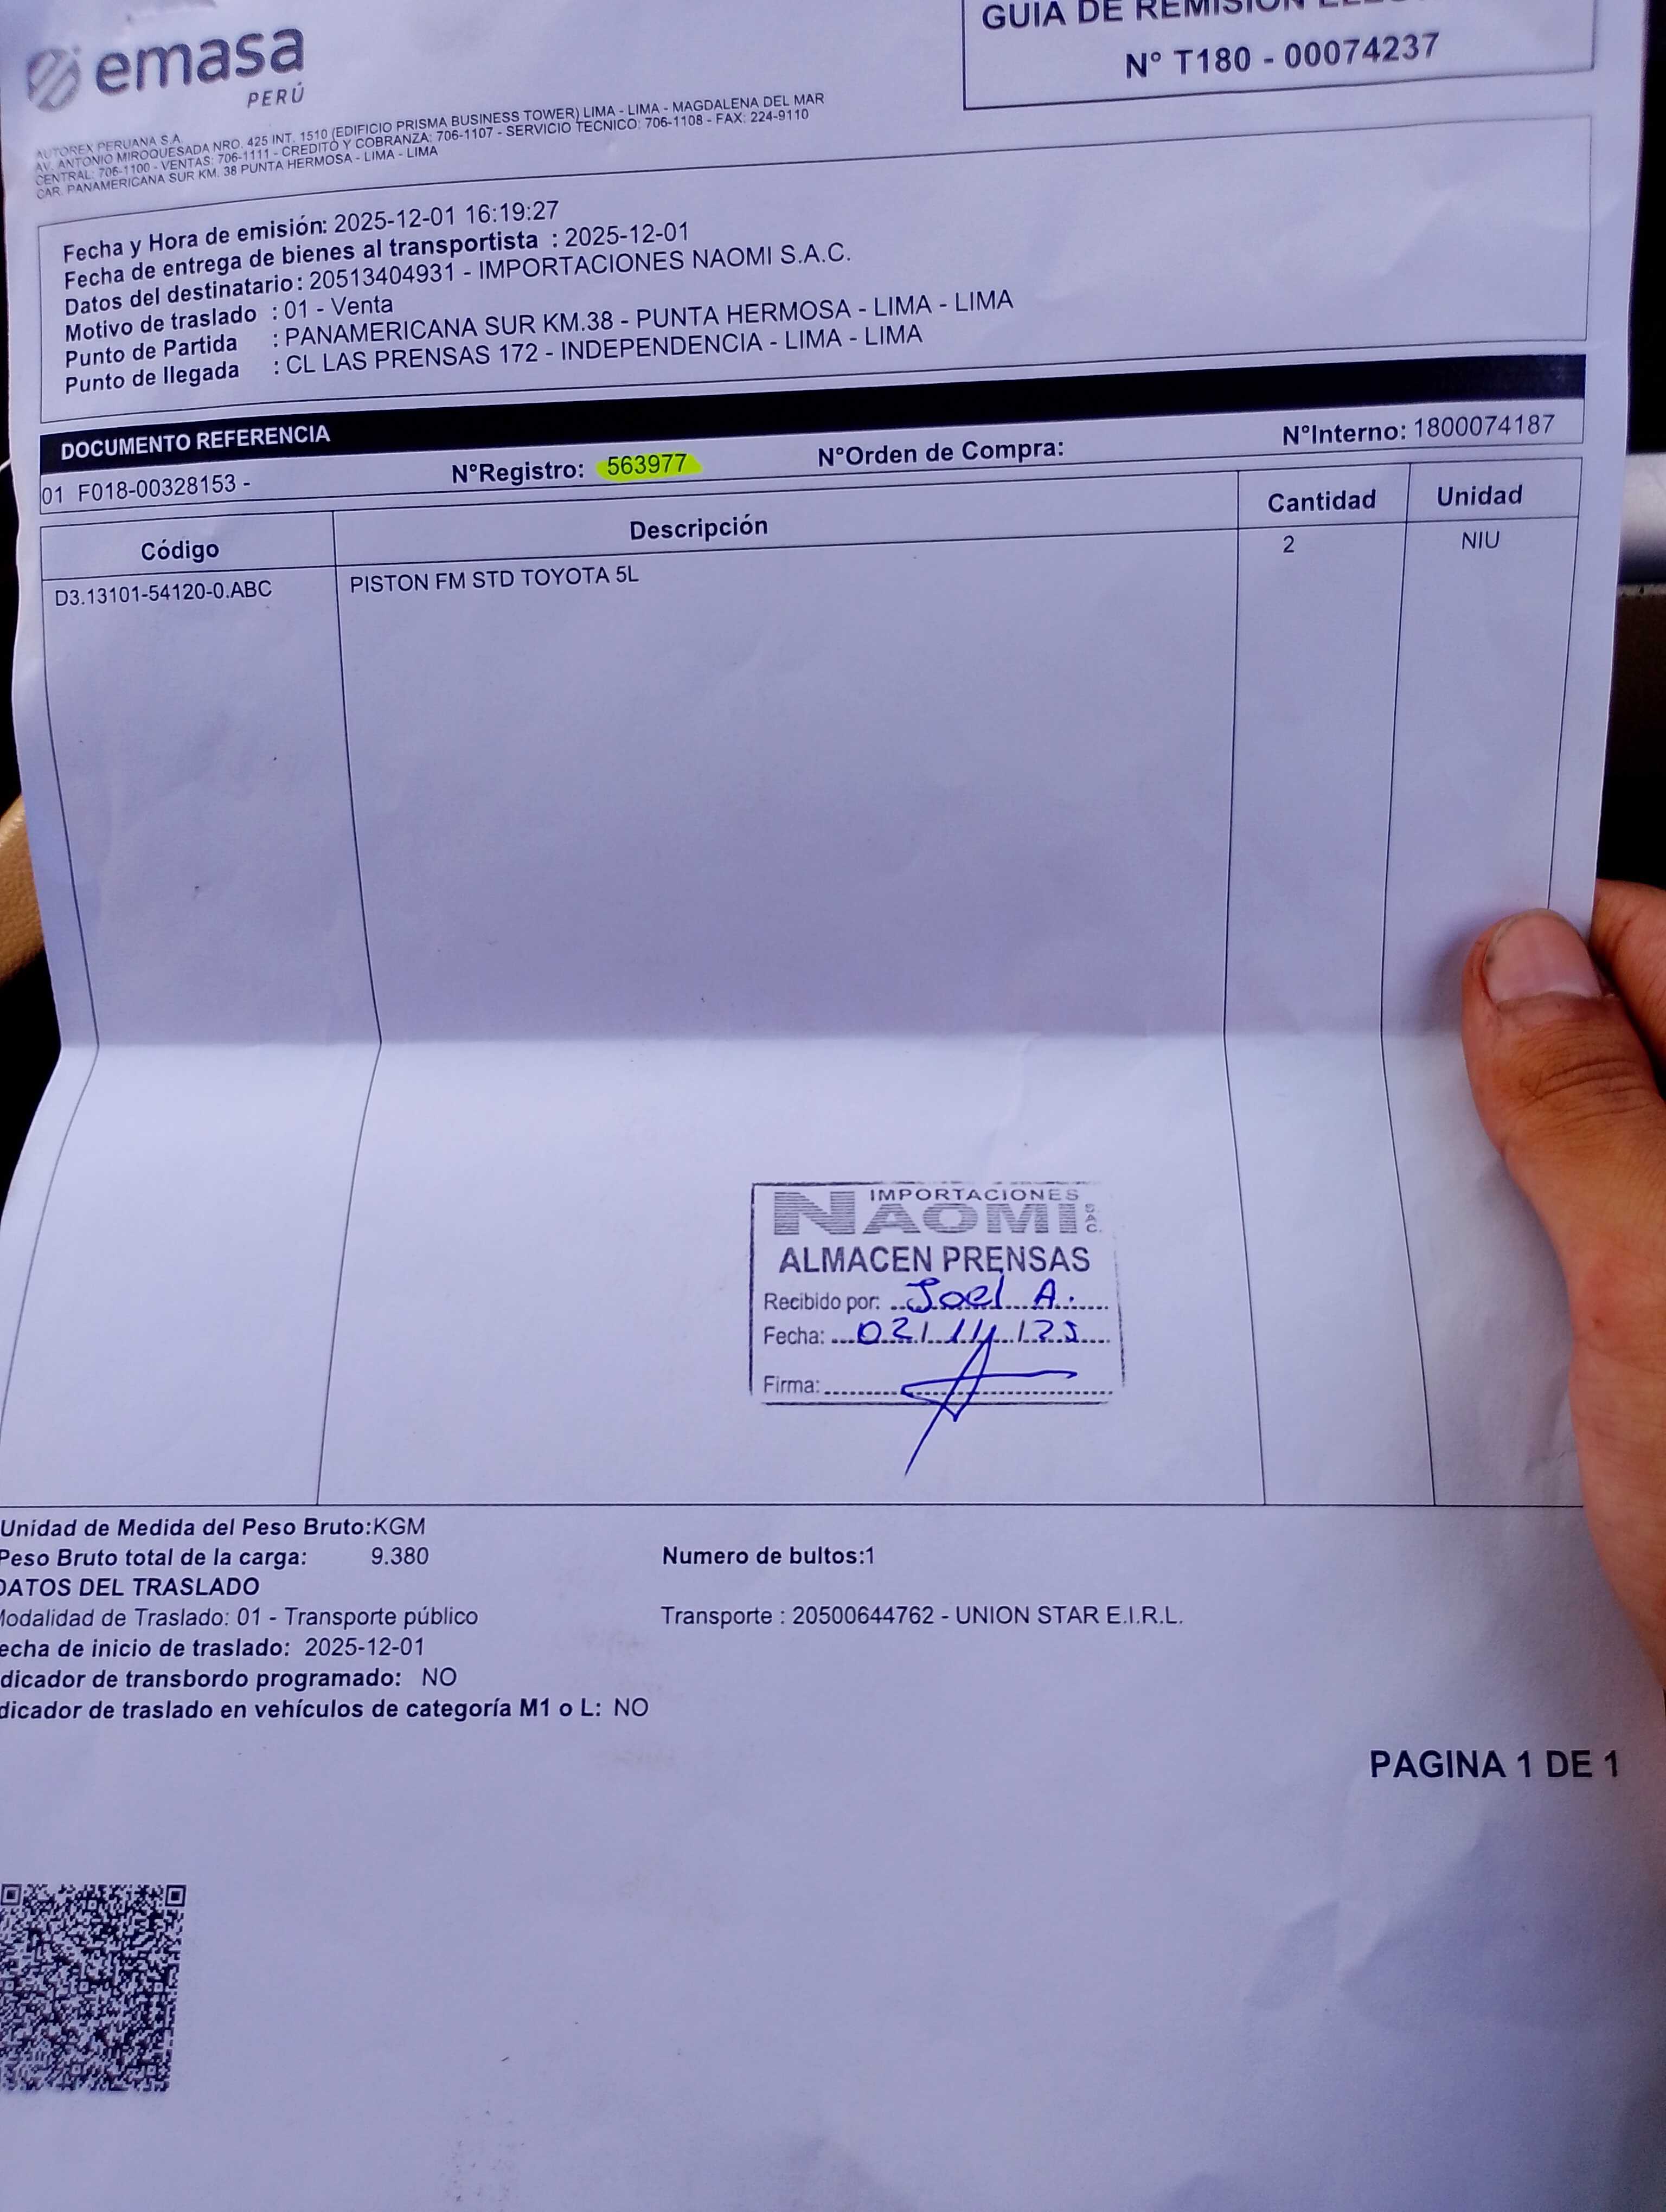 emasa
PERÚ
GUIA DE REMISIÓN
N° T180 - 00074237
AUTOREX PERUANA S.A.
AV. ANTONIO MIROQUESADA NRO. 425 INT. 1510 (EDIFICIO PRISMA BUSINESS TOWER) LIMA - LIMA - MAGDALENA DEL MAR
CENTRAL: 706-1100 - VENTAS: 706-1111 - CREDITO Y COBRANZA: 706-1107 - SERVICIO TECNICO: 706-1108 - FAX: 224-9110
CAR. PANAMERICANA SUR KM. 38 PUNTA HERMOSA - LIMA - LIMA
Fecha y Hora de emisión: 2025-12-01 16:19:27
Fecha de entrega de bienes al transportista : 2025-12-01
Datos del destinatario: 20513404931 - IMPORTACIONES NAOMI S.A.C.
Motivo de traslado : 01 - Venta
Punto de Partida : PANAMERICANA SUR KM.38 - PUNTA HERMOSA - LIMA - LIMA
Punto de llegada : CL LAS PRENSAS 172 - INDEPENDENCIA - LIMA - LIMA
DOCUMENTO REFERENCIA
01 F018-00328153 - N°Registro: 563977 N°Orden de Compra: N°Interno: 1800074187
Código Descripción Cantidad Unidad
D3.13101-54120-0.ABC PISTON FM STD TOYOTA 5L 2 NIU
IMPORTACIONES
NAOMI S.A.C.
ALMACEN PRENSAS
Recibido por: Joel A.
Fecha: 02/ /25
Firma:
Unidad de Medida del Peso Bruto:KGM
Peso Bruto total de la carga: 9.380 Numero de bultos:1
DATOS DEL TRASLADO
Modalidad de Traslado: 01 - Transporte público Transporte : 20500644762 - UNION STAR E.I.R.L.
echa de inicio de traslado: 2025-12-01
dicador de transbordo programado: NO
dicador de traslado en vehículos de categoría M1 o L: NO
PAGINA 1 DE 1